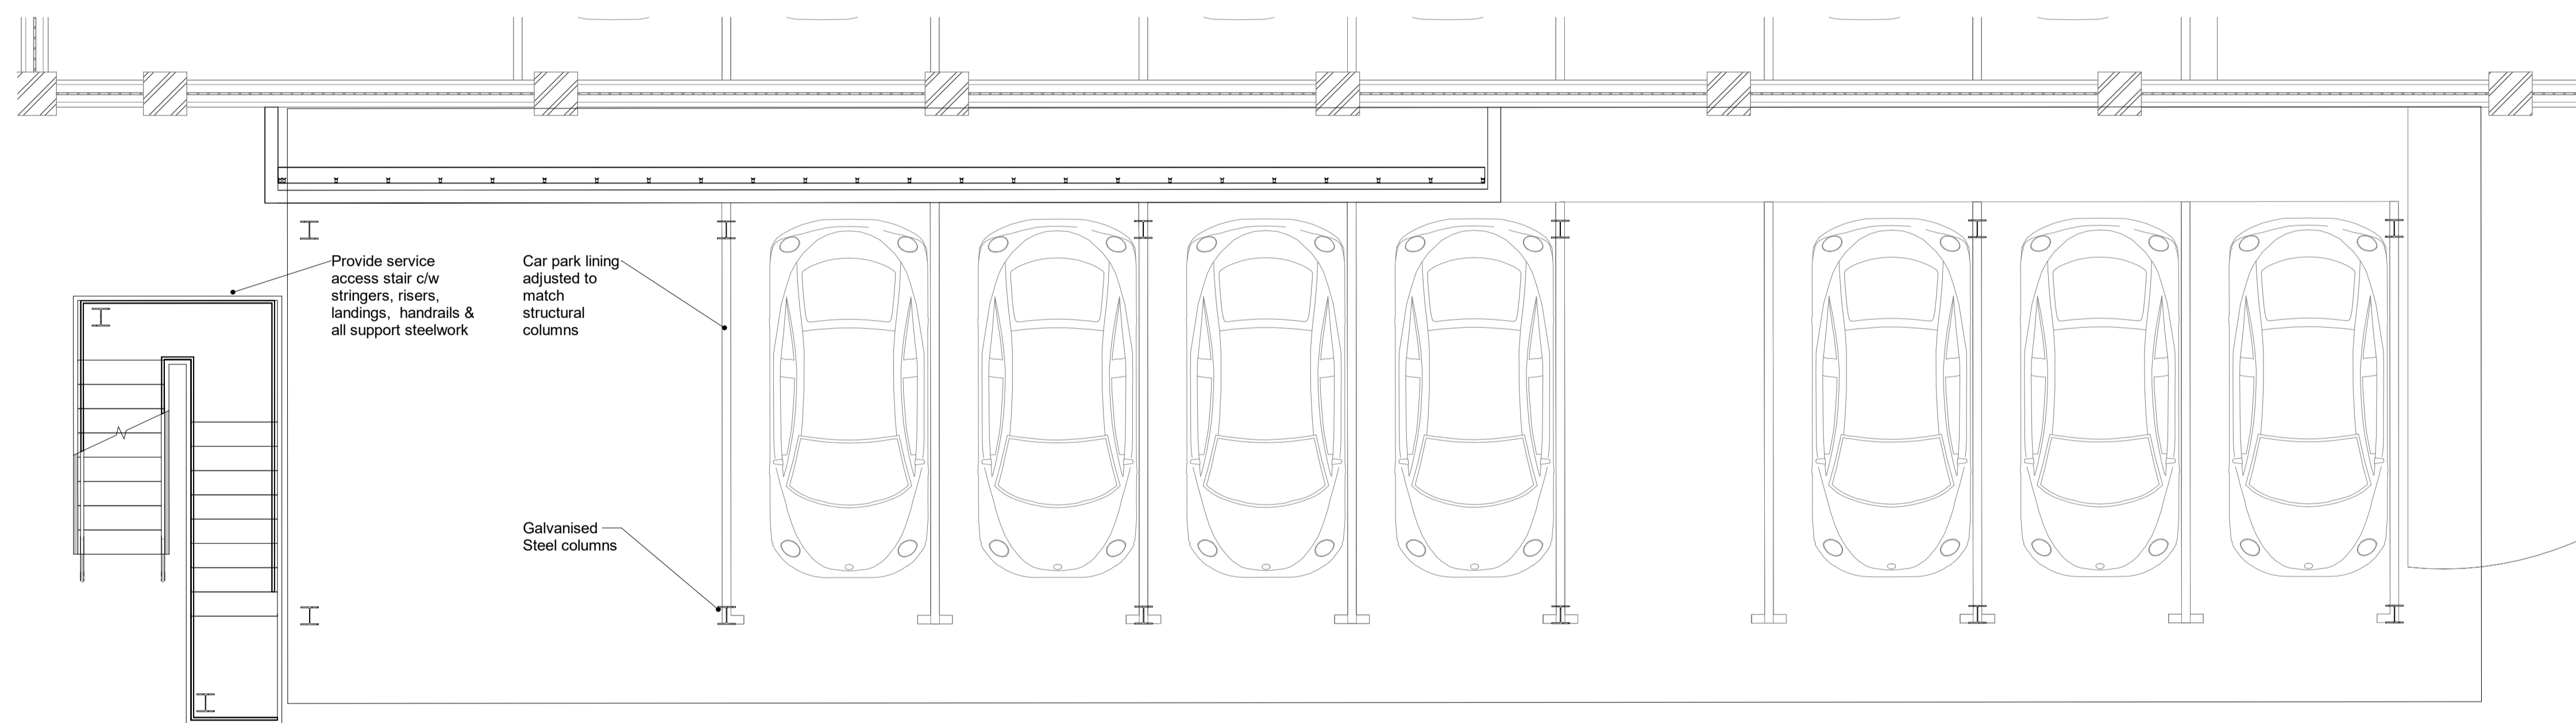 Provide service
access stair c/w
stringers, risers,
landings, handrails &
all support steelwork
Car park lining
adjusted to
match
structural
columns
Galvanised
Steel columns